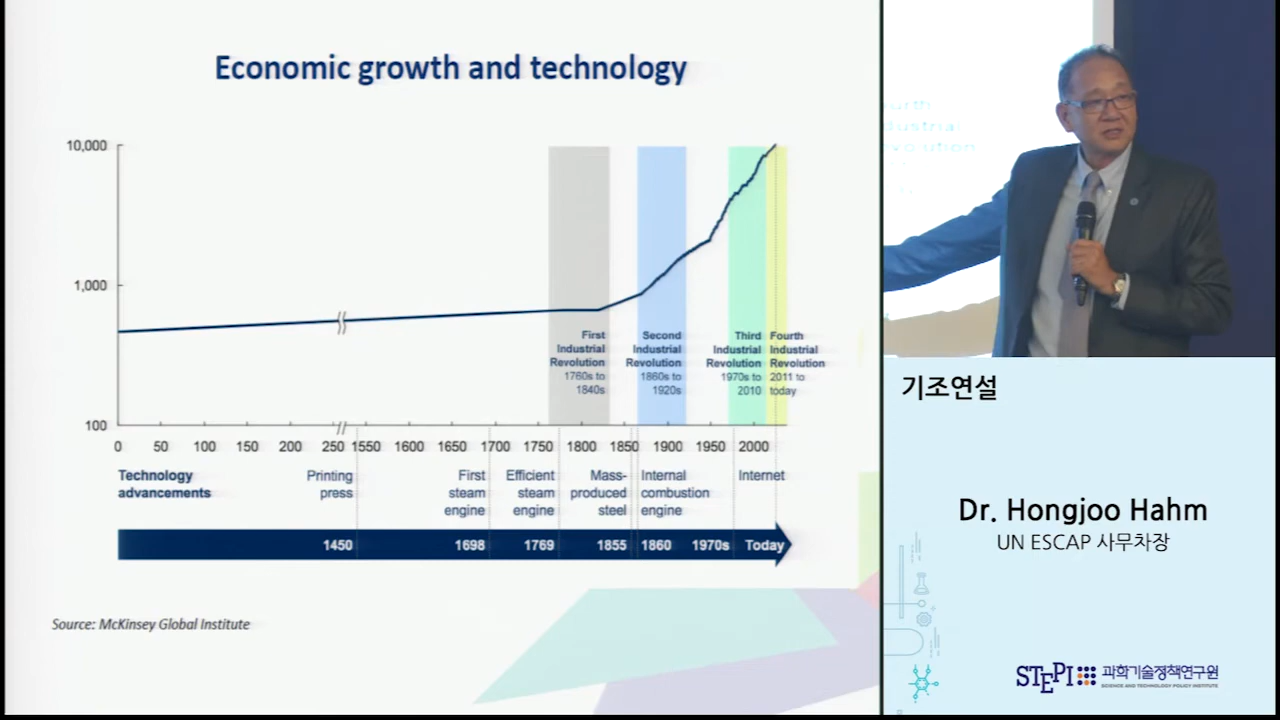 Economic growth and technology
10,000
1,000
100
First
Industrial
Revolution
1760s to
1840s
Second
Industrial
Revolution
1860s to
1920s
Third
Industrial
Revolution
1970s to
2010
Fourth
Industrial
Revolution
2011 to
today
0 50 100 150 200 250 1550 1600 1650 1700 1750 1800 1850 1900 1950 2000
Technology
advancements
Printing
press
First
steam
engine
Efficient
steam
engine
Mass-
produced
steel
Internal
combustion
engine
Internet
1450 1698 1769 1855 1860 1970s Today
Source: McKinsey Global Institute
기조연설
Dr. Hongjoo Hahm
UN ESCAP 사무차장
STEPI 과학기술정책연구원
SCIENCE AND TECHNOLOGY POLICY INSTITUTE